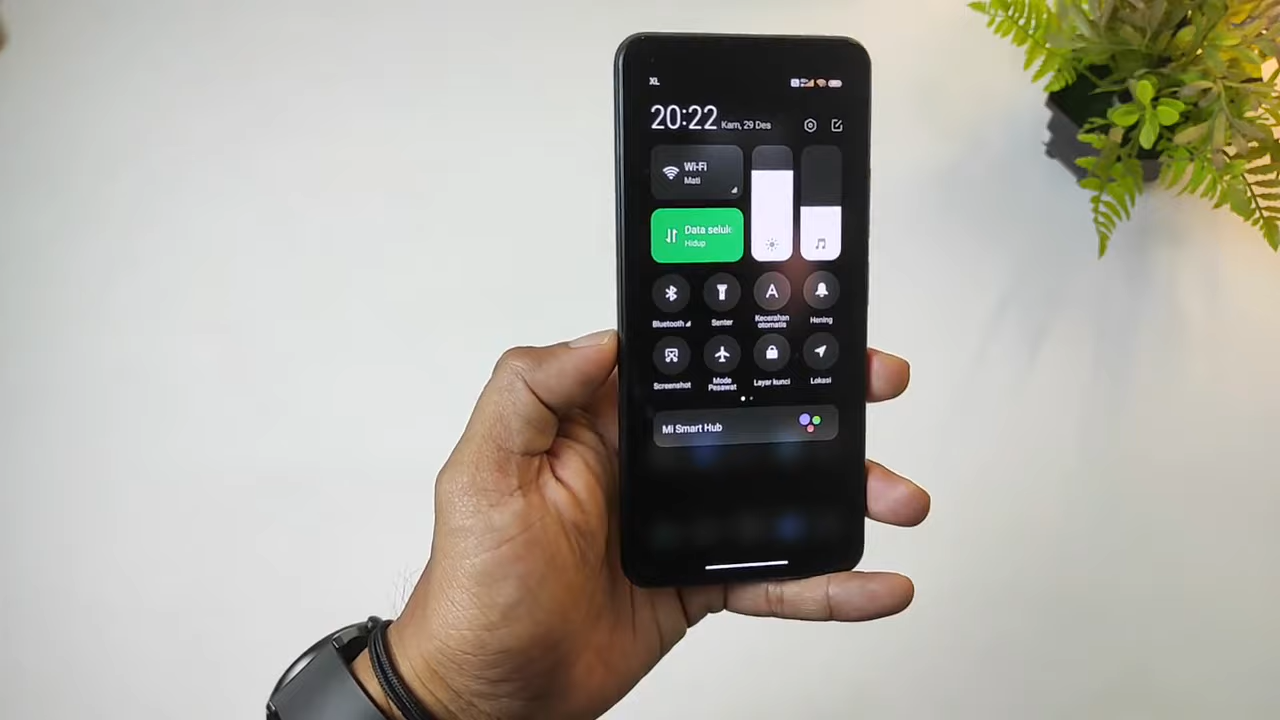 XL
20:22 Kam, 29 Des
Wi-Fi
Mati
Data selul
Hidup
Bluetooth
Senter
Kecerahan
otomatis
Hening
Screenshot
Mode
Pesawat
Layar kunci
Lokasi
Mi Smart Hub